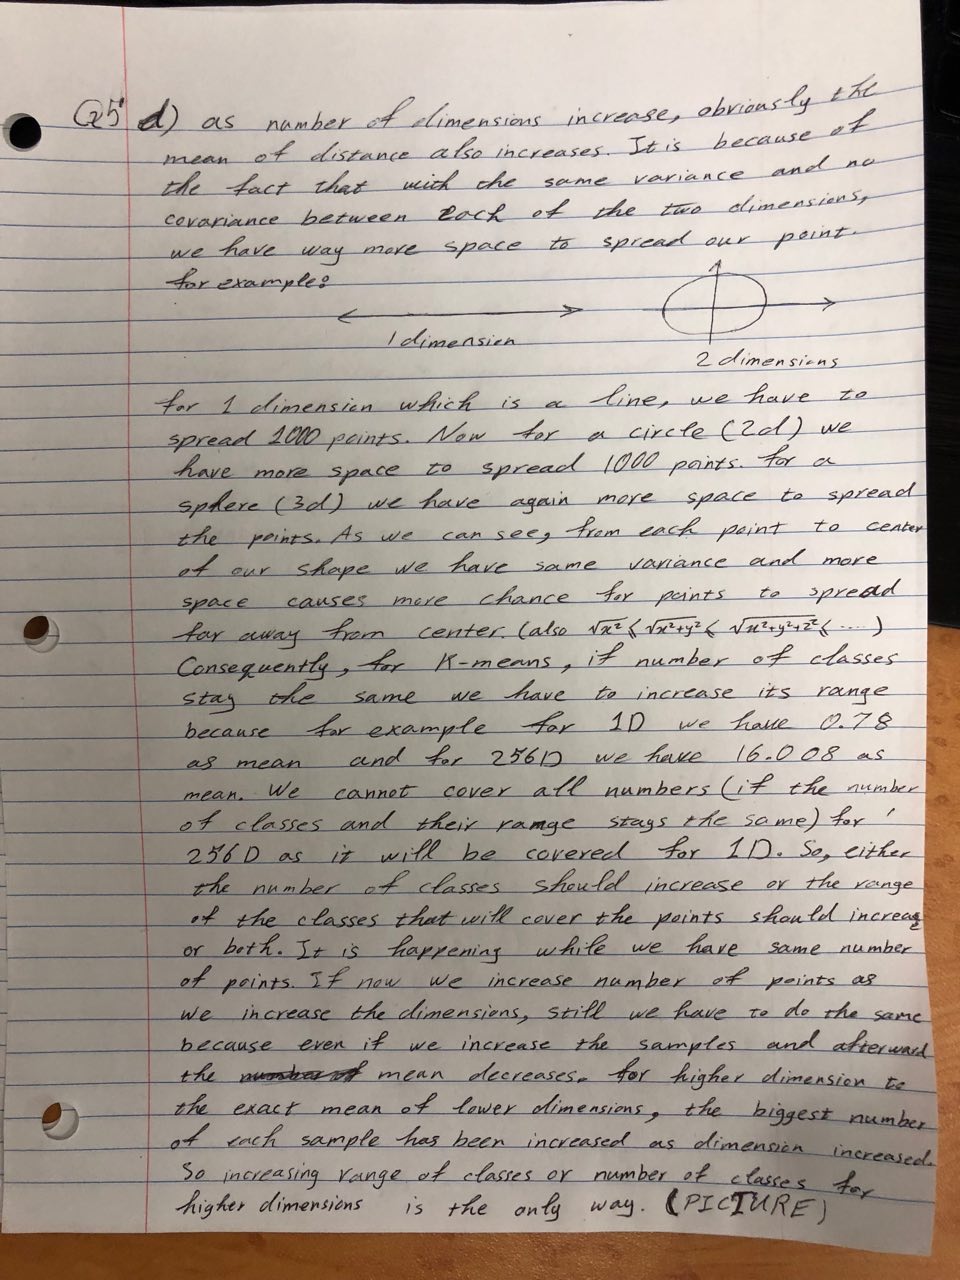 Q5 d) as number of dimensions increase, obviously the
mean of distance also increases. It is because of
the fact that with the same variance and no
covariance between each of the two dimensions,
we have way more space to spread our point.
for example:
1 dimension
2 dimensions
for 1 dimension which is a line, we have to
spread 1000 points. Now for a circle (2d) we
have more space to spread 1000 points. for a
sphere (3d) we have again more space to spread
the points. As we can see, from each point to center
of our shape we have same variance and more
space causes more chance for points to spread
far away from center. (also √x² < √x²+y² < √x²+y²+z² < ....)
Consequently, for K-means, if number of classes
stay the same we have to increase its range
because for example for 1D we have 0.78
as mean and for 256D we have 16.008 as
mean. We cannot cover all numbers (if the number
of classes and their range stays the same) for
256D as it will be covered for 1D. So, either
the number of classes should increase or the range
of the classes that will cover the points should increase
or both. It is happening while we have same number
of points. If now we increase number of points as
we increase the dimensions, still we have to do the same
because even if we increase the samples and afterward
the mean decreases. for higher dimension to
the exact mean of lower dimensions, the biggest number
of each sample has been increased as dimension increased.
So increasing range of classes or number of classes for
higher dimensions is the only way. (PICTURE)